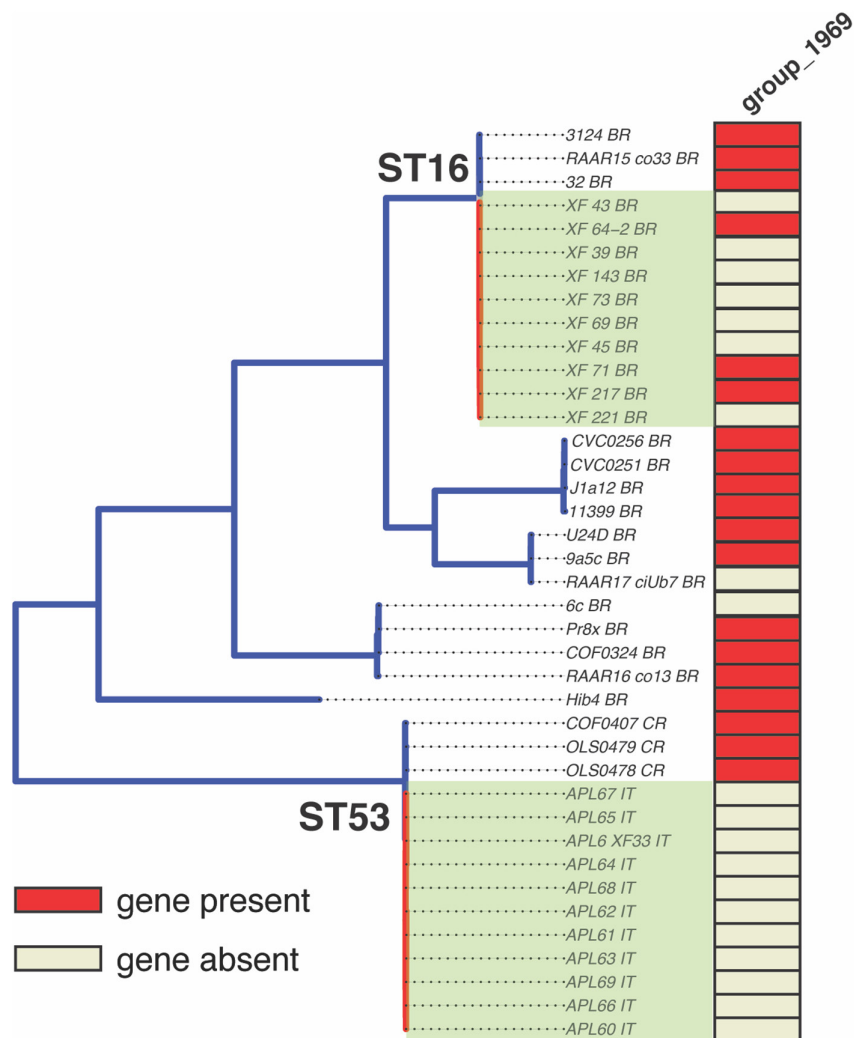 group_1969
3124 BR
ST16
RAAR15 co33 BR
32 BR
XF 43 BR
XF 64−2 BR
XF 39 BR
XF 143 BR
XF 73 BR
XF 69 BR
XF 45 BR
XF 71 BR
XF 217 BR
XF 221 BR
CVC0256 BR
CVC0251 BR
J1a12 BR
11399 BR
U24D BR
9a5c BR
RAAR17 ciUb7 BR
6c BR
Pr8x BR
COF0324 BR
RAAR16 co13 BR
Hib4 BR
COF0407 CR
OLS0479 CR
OLS0478 CR
APL67 IT
ST53
APL65 IT
APL6 XF33 IT
APL64 IT
APL68 IT
gene present
APL62 IT
APL61 IT
gene absent
APL63 IT
APL69 IT
APL66 IT
APL60 IT